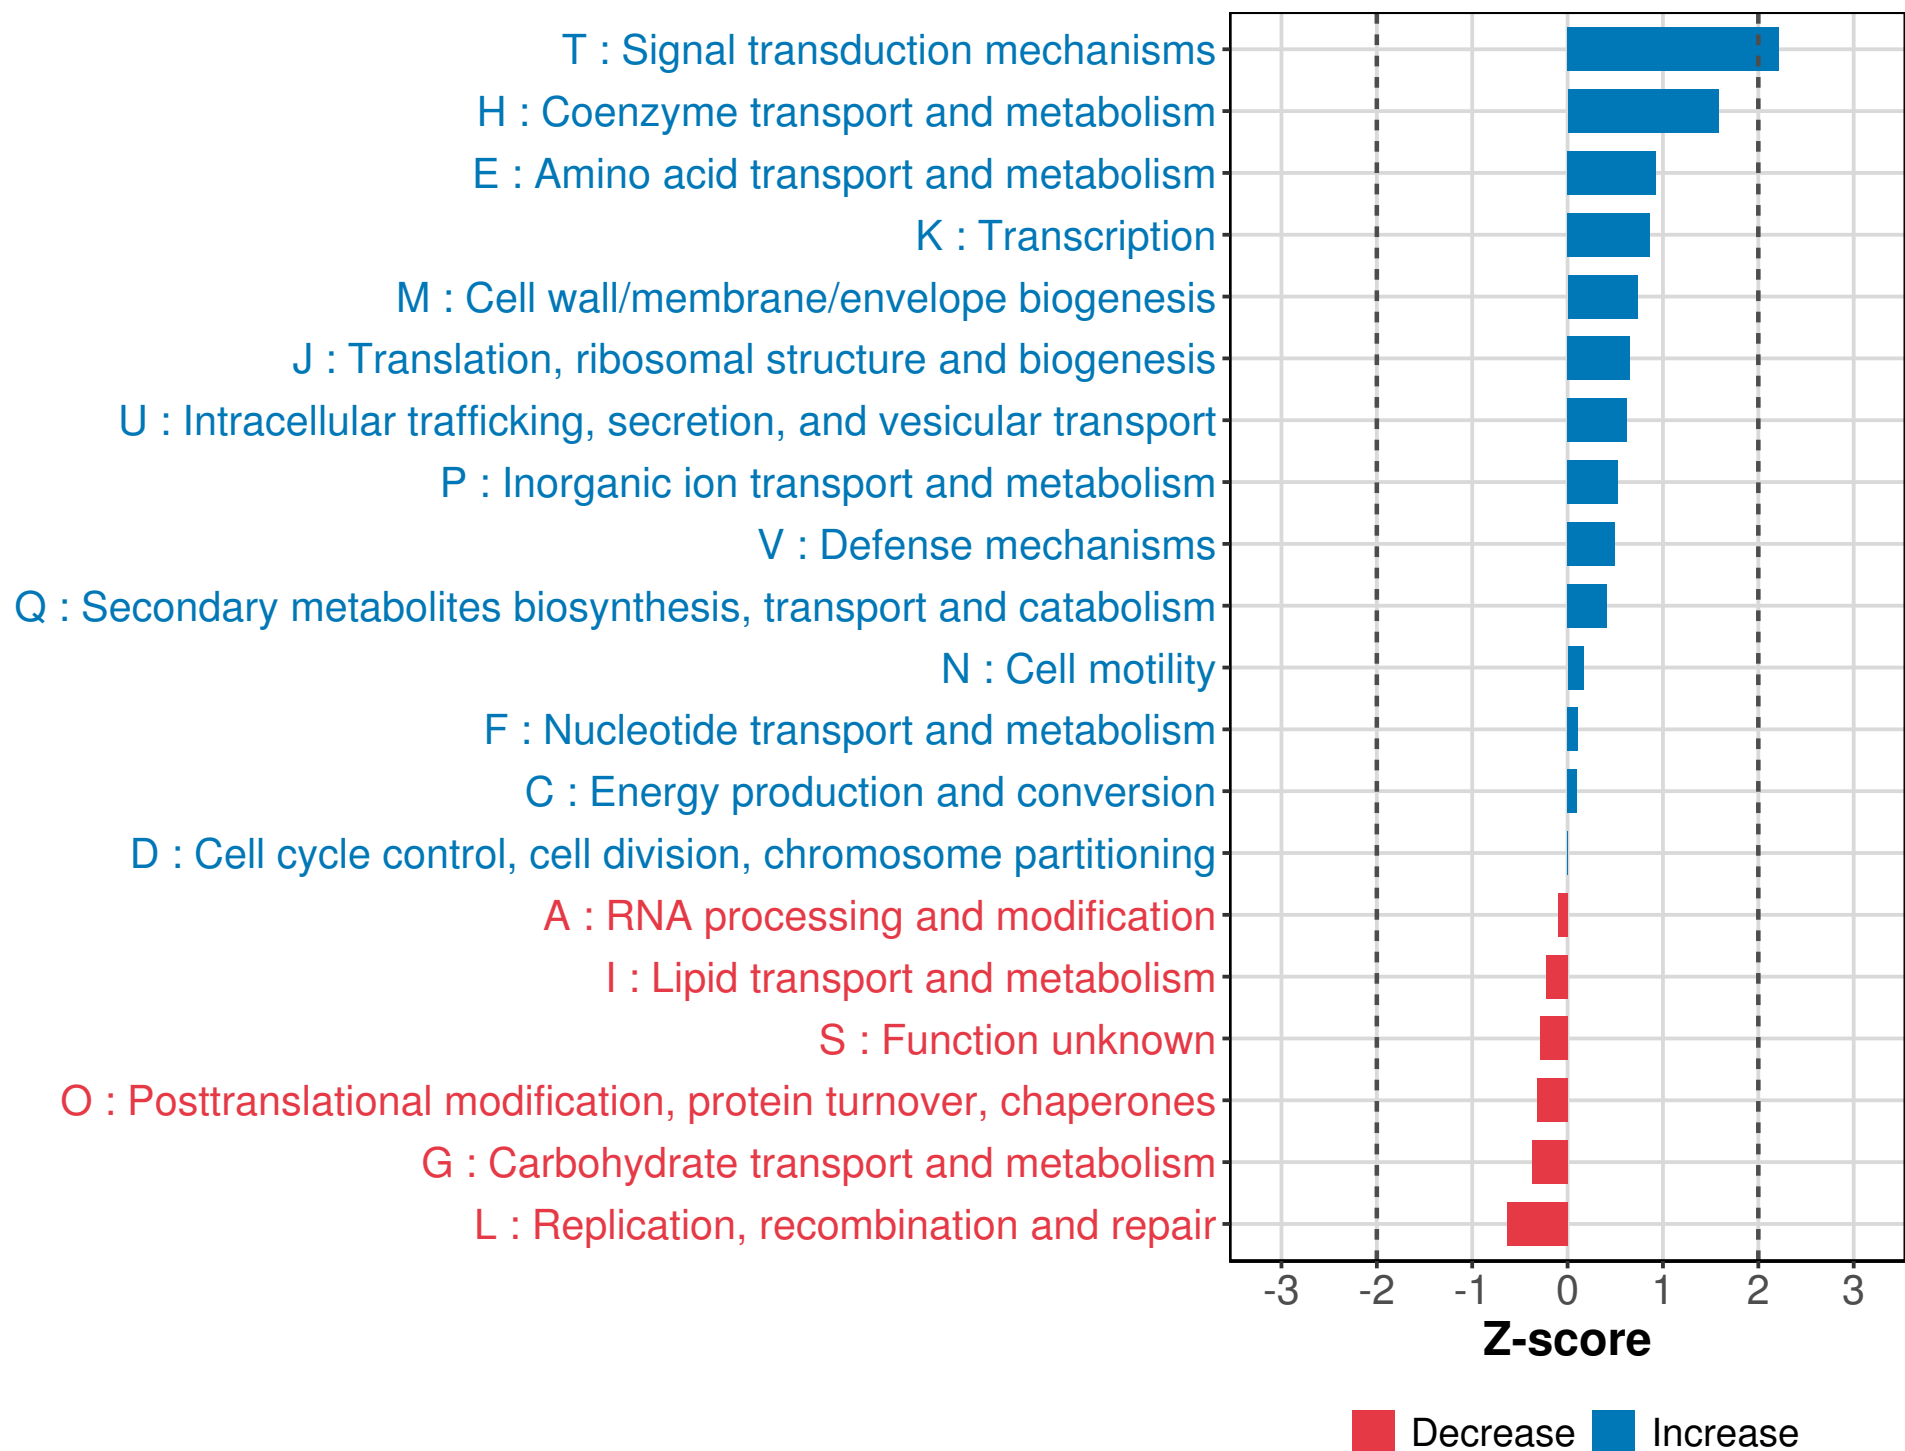 T : Signal transduction mechanisms
H : Coenzyme transport and metabolism
E : Amino acid transport and metabolism
K : Transcription
M : Cell wall/membrane/envelope biogenesis
J : Translation, ribosomal structure and biogenesis
U : Intracellular trafficking, secretion, and vesicular transport
P : Inorganic ion transport and metabolism
V : Defense mechanisms
Q : Secondary metabolites biosynthesis, transport and catabolism
N : Cell motility
F : Nucleotide transport and metabolism
C : Energy production and conversion
D : Cell cycle control, cell division, chromosome partitioning
A : RNA processing and modification
I : Lipid transport and metabolism
S : Function unknown
O : Posttranslational modification, protein turnover, chaperones
G : Carbohydrate transport and metabolism
L : Replication, recombination and repair
-3 -2 -1 0 1 2 3
Z-score
Decrease Increase